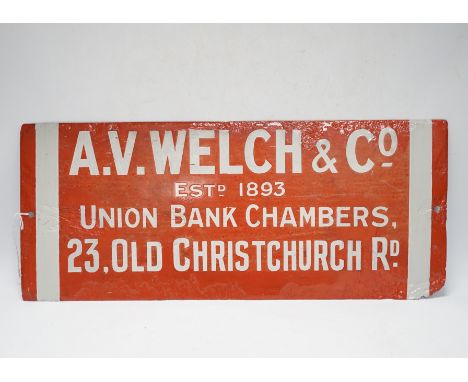 A.V. WELCH & Cº
ESTᴰ 1893
UNION BANK CHAMBERS,
23, OLD CHRISTCHURCH Rᴰ.